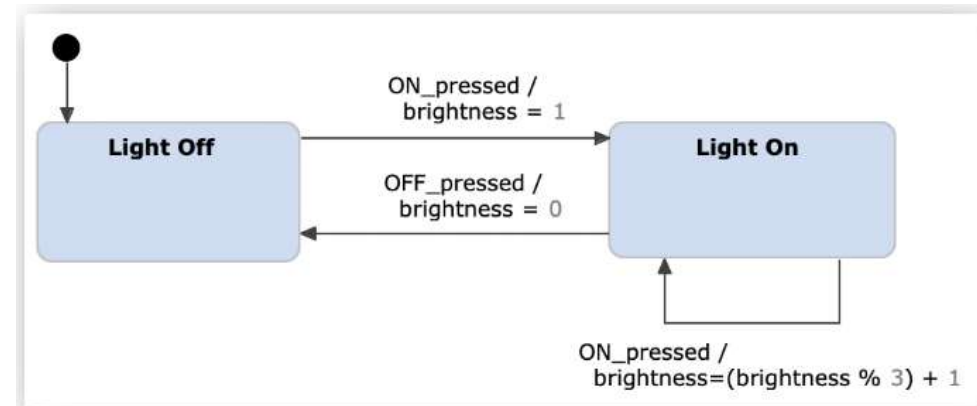 ON_pressed /
brightness = 1
Light Off
Light On
OFF_pressed /
brightness = 0
ON_pressed /
brightness=(brightness % 3) + 1